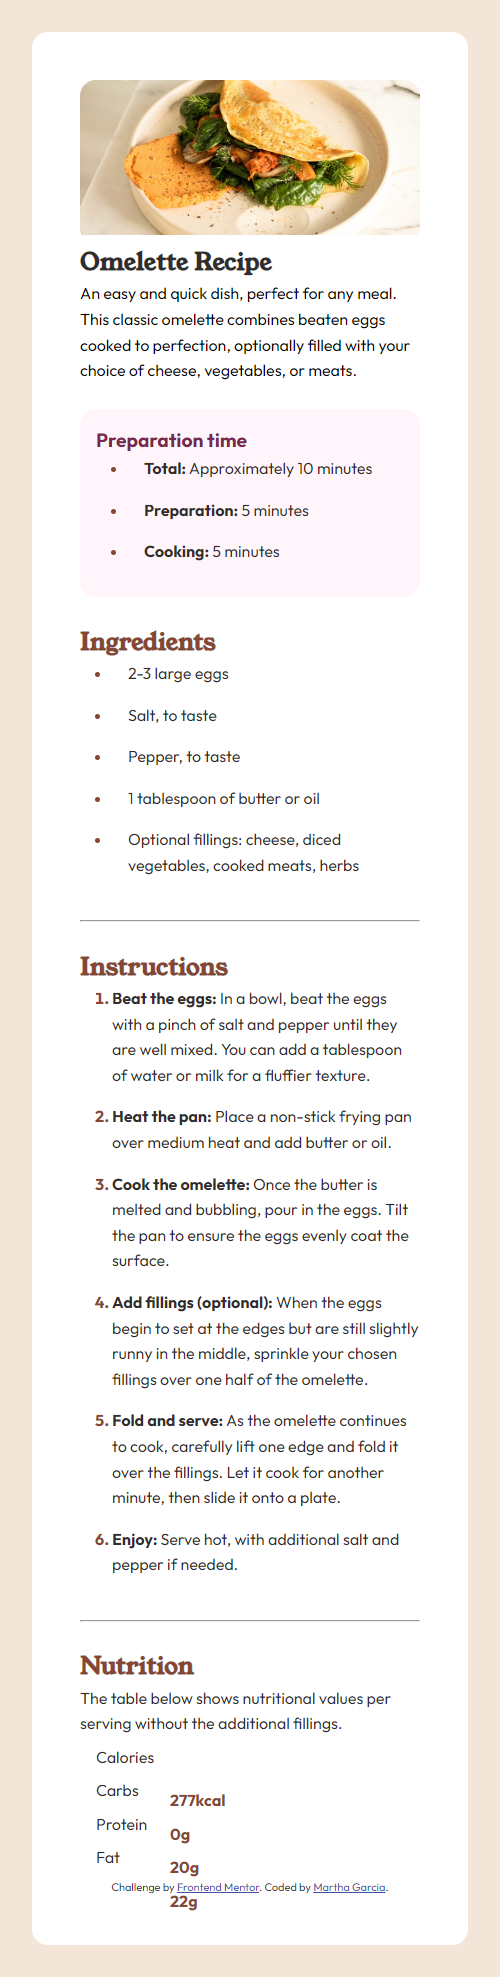 Omelette Recipe
An easy and quick dish, perfect for any meal.
This classic omelette combines beaten eggs
cooked to perfection, optionally filled with your
choice of cheese, vegetables, or meats.
Preparation time
• Total: Approximately 10 minutes
• Preparation: 5 minutes
• Cooking: 5 minutes
Ingredients
• 2-3 large eggs
• Salt, to taste
• Pepper, to taste
• 1 tablespoon of butter or oil
• Optional fillings: cheese, diced
vegetables, cooked meats, herbs
Instructions
1. Beat the eggs: In a bowl, beat the eggs
with a pinch of salt and pepper until they
are well mixed. You can add a tablespoon
of water or milk for a fluffier texture.
2. Heat the pan: Place a non-stick frying pan
over medium heat and add butter or oil.
3. Cook the omelette: Once the butter is
melted and bubbling, pour in the eggs. Tilt
the pan to ensure the eggs evenly coat the
surface.
4. Add fillings (optional): When the eggs
begin to set at the edges but are still slightly
runny in the middle, sprinkle your chosen
fillings over one half of the omelette.
5. Fold and serve: As the omelette continues
to cook, carefully lift one edge and fold it
over the fillings. Let it cook for another
minute, then slide it onto a plate.
6. Enjoy: Serve hot, with additional salt and
pepper if needed.
Nutrition
The table below shows nutritional values per
serving without the additional fillings.
Calories
Carbs
277kcal
Protein
0g
Fat
20g
Challenge by Frontend Mentor. Coded by Martha Garcia.
22g